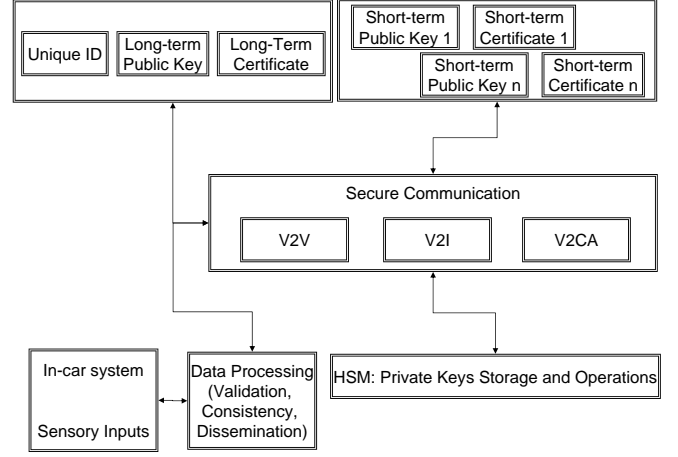 Unique ID
Long-term
Public Key
Long-Term
Certificate
Short-term
Public Key 1
Short-term
Certificate 1
Short-term
Public Key n
Short-term
Certificate n
Secure Communication
V2V
V2I
V2CA
In-car system
Sensory Inputs
Data Processing
(Validation,
Consistency,
Dissemination)
HSM: Private Keys Storage and Operations